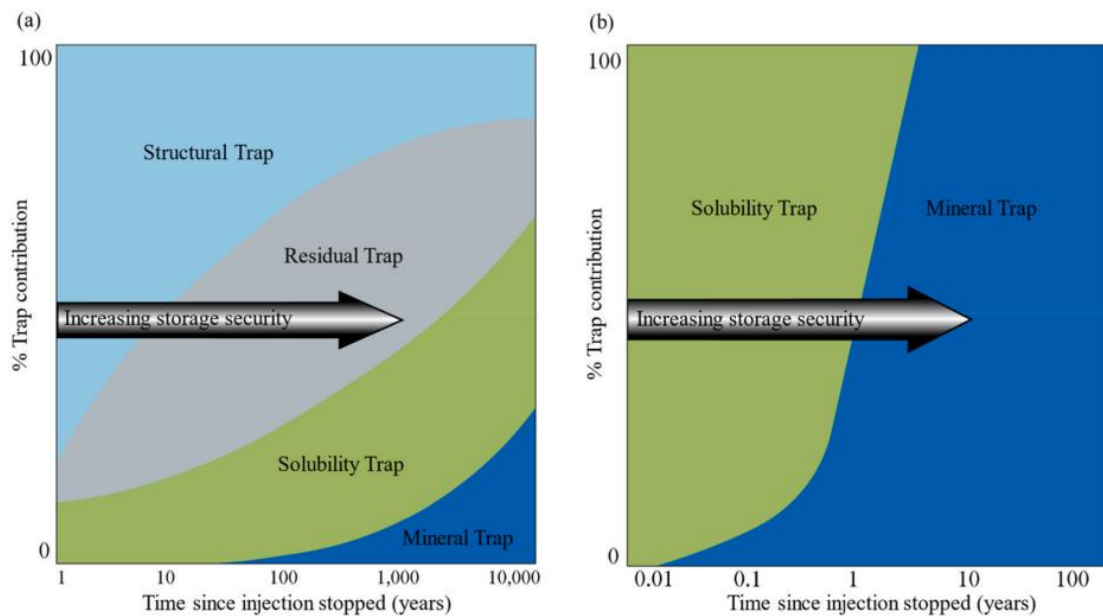 (a)
100
% Trap contribution
0
Structural Trap
Residual Trap
Increasing storage security
Solubility Trap
Mineral Trap
1 10 100 1,000 10,000
Time since injection stopped (years)
(b)
100
% Trap contribution
0
Solubility Trap Mineral Trap
Increasing storage security
0.01 0.1 1 10 100
Time since injection stopped (years)